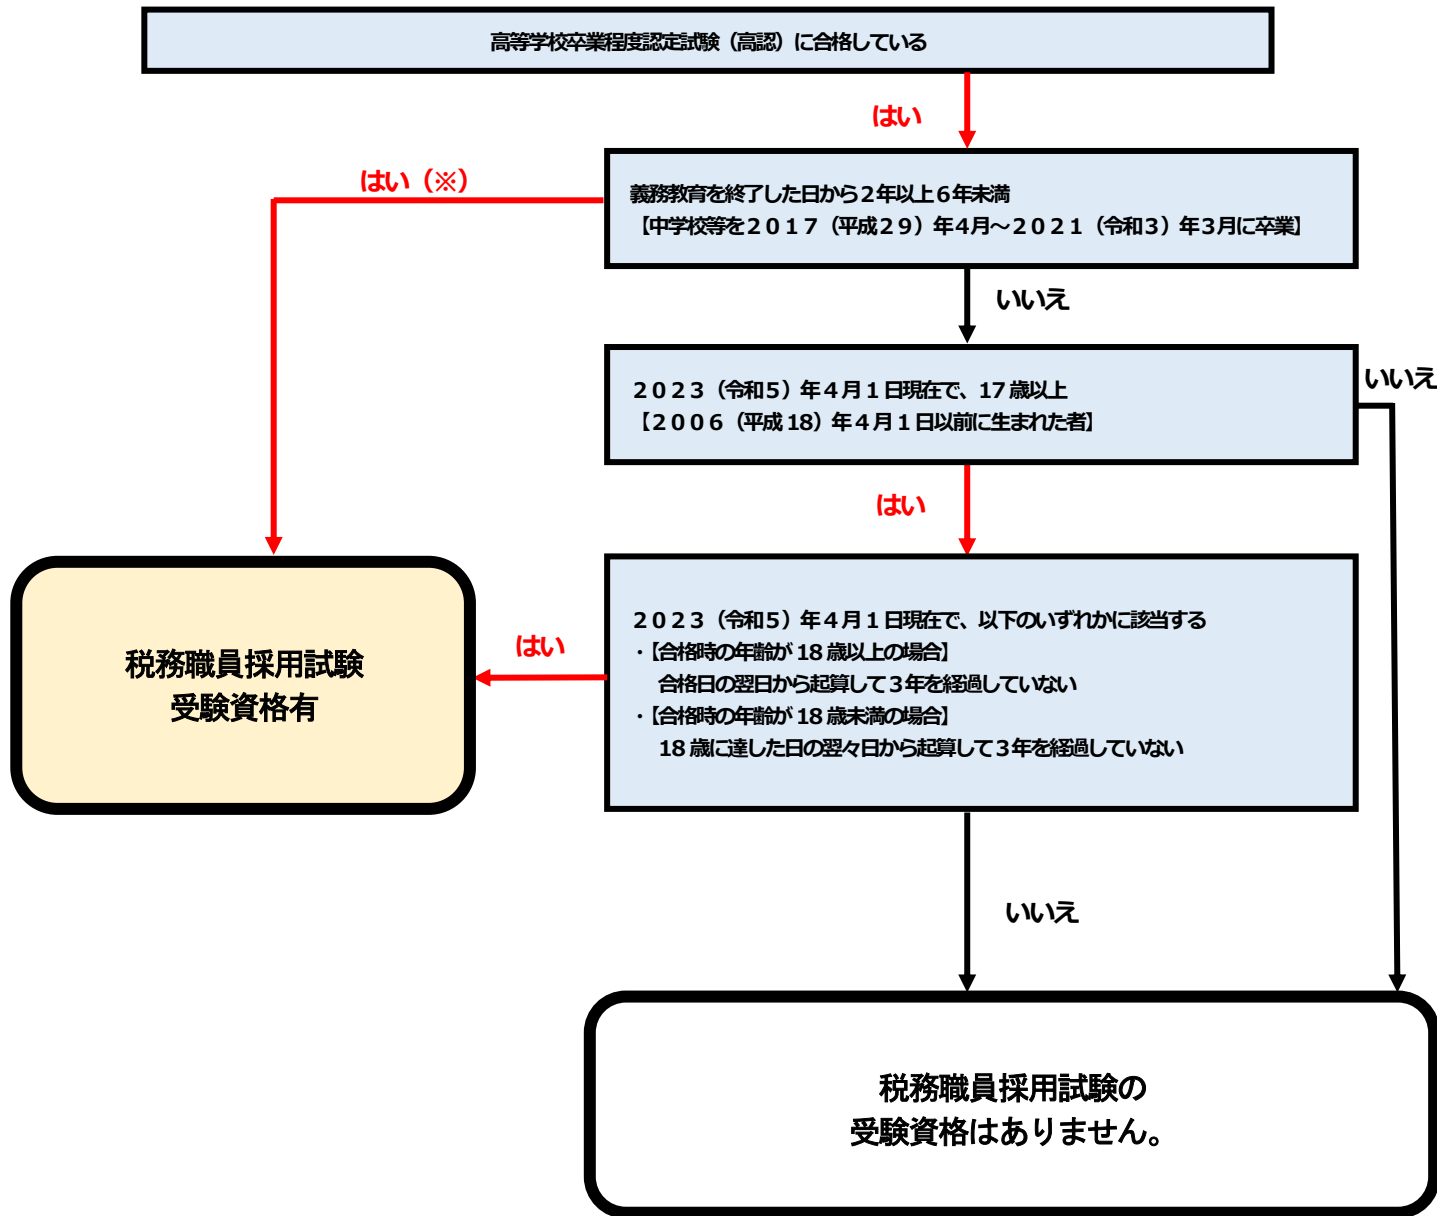 高等学校卒業程度認定試験（高認）に合格している
はい
はい（※）
義務教育を終了した日から２年以上６年未満
【中学校等を２０１７（平成２９）年４月～２０２１（令和３）年３月に卒業】
いいえ
２０２３（令和５）年４月１日現在で、17歳以上
【２００６（平成18）年４月１日以前に生まれた者】
いいえ
はい
２０２３（令和５）年４月１日現在で、以下のいずれかに該当する
・【合格時の年齢が18歳以上の場合】
合格日の翌日から起算して３年を経過していない
・【合格時の年齢が18歳未満の場合】
18歳に達した日の翌々日から起算して３年を経過していない
はい
税務職員採用試験
受験資格有
いいえ
税務職員採用試験の
受験資格はありません。